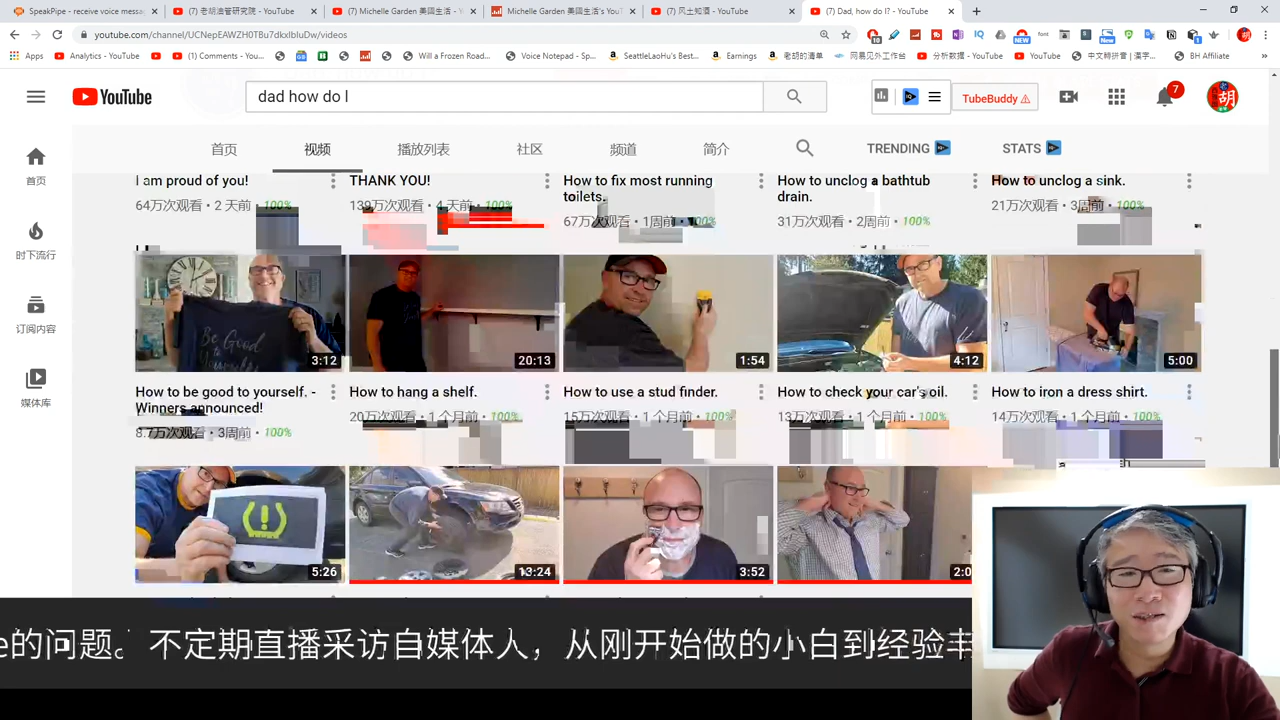 SpeakPipe - receive voice messag
(7) 老胡油管研究院 - YouTube
(7) Michelle Garden 美國生活 - Y
Michelle Garden 美國生活's YouT
(7) 风土知酒 - YouTube
(7) Dad, how do I? - YouTube
youtube.com/channel/UCNepEAWZH0TBu7dkxIbluDw/videos
Apps
Analytics - YouTube
(1) Comments - You...
Will a Frozen Road...
Voice Notepad - Sp...
SeattleLaoHu's Best...
Earnings
老胡的清单
网易见外工作台
分析数据 - YouTube
YouTube
中文轉拼音 | 漢字...
BH Affiliate
YouTube
dad how do I
TubeBuddy
7
首页
视频
播放列表
社区
频道
简介
TRENDING
STATS
首页
时下流行
订阅内容
媒体库
I am proud of you!
64万次观看 • 2 天前 • 100%
THANK YOU!
139万次观看 • 4 天前 • 100%
How to fix most running
toilets.
67万次观看 • 1周前 • 100%
How to unclog a bathtub
drain.
31万次观看 • 2周前 • 100%
How to unclog a sink.
21万次观看 • 3周前 • 100%
Be Good
to Yourself
3:12
20:13
1:54
4:12
5:00
How to be good to yourself. -
Winners announced!
8.7万次观看 • 3周前 • 100%
How to hang a shelf.
20万次观看 • 1 个月前 • 100%
How to use a stud finder.
15万次观看 • 1 个月前 • 100%
How to check your car's oil.
13万次观看 • 1 个月前 • 100%
How to iron a dress shirt.
14万次观看 • 1 个月前 • 100%
5:26
13:24
3:52
2:0
e的问题。不定期直播采访自媒体人，从刚开始做的小白到经验丰